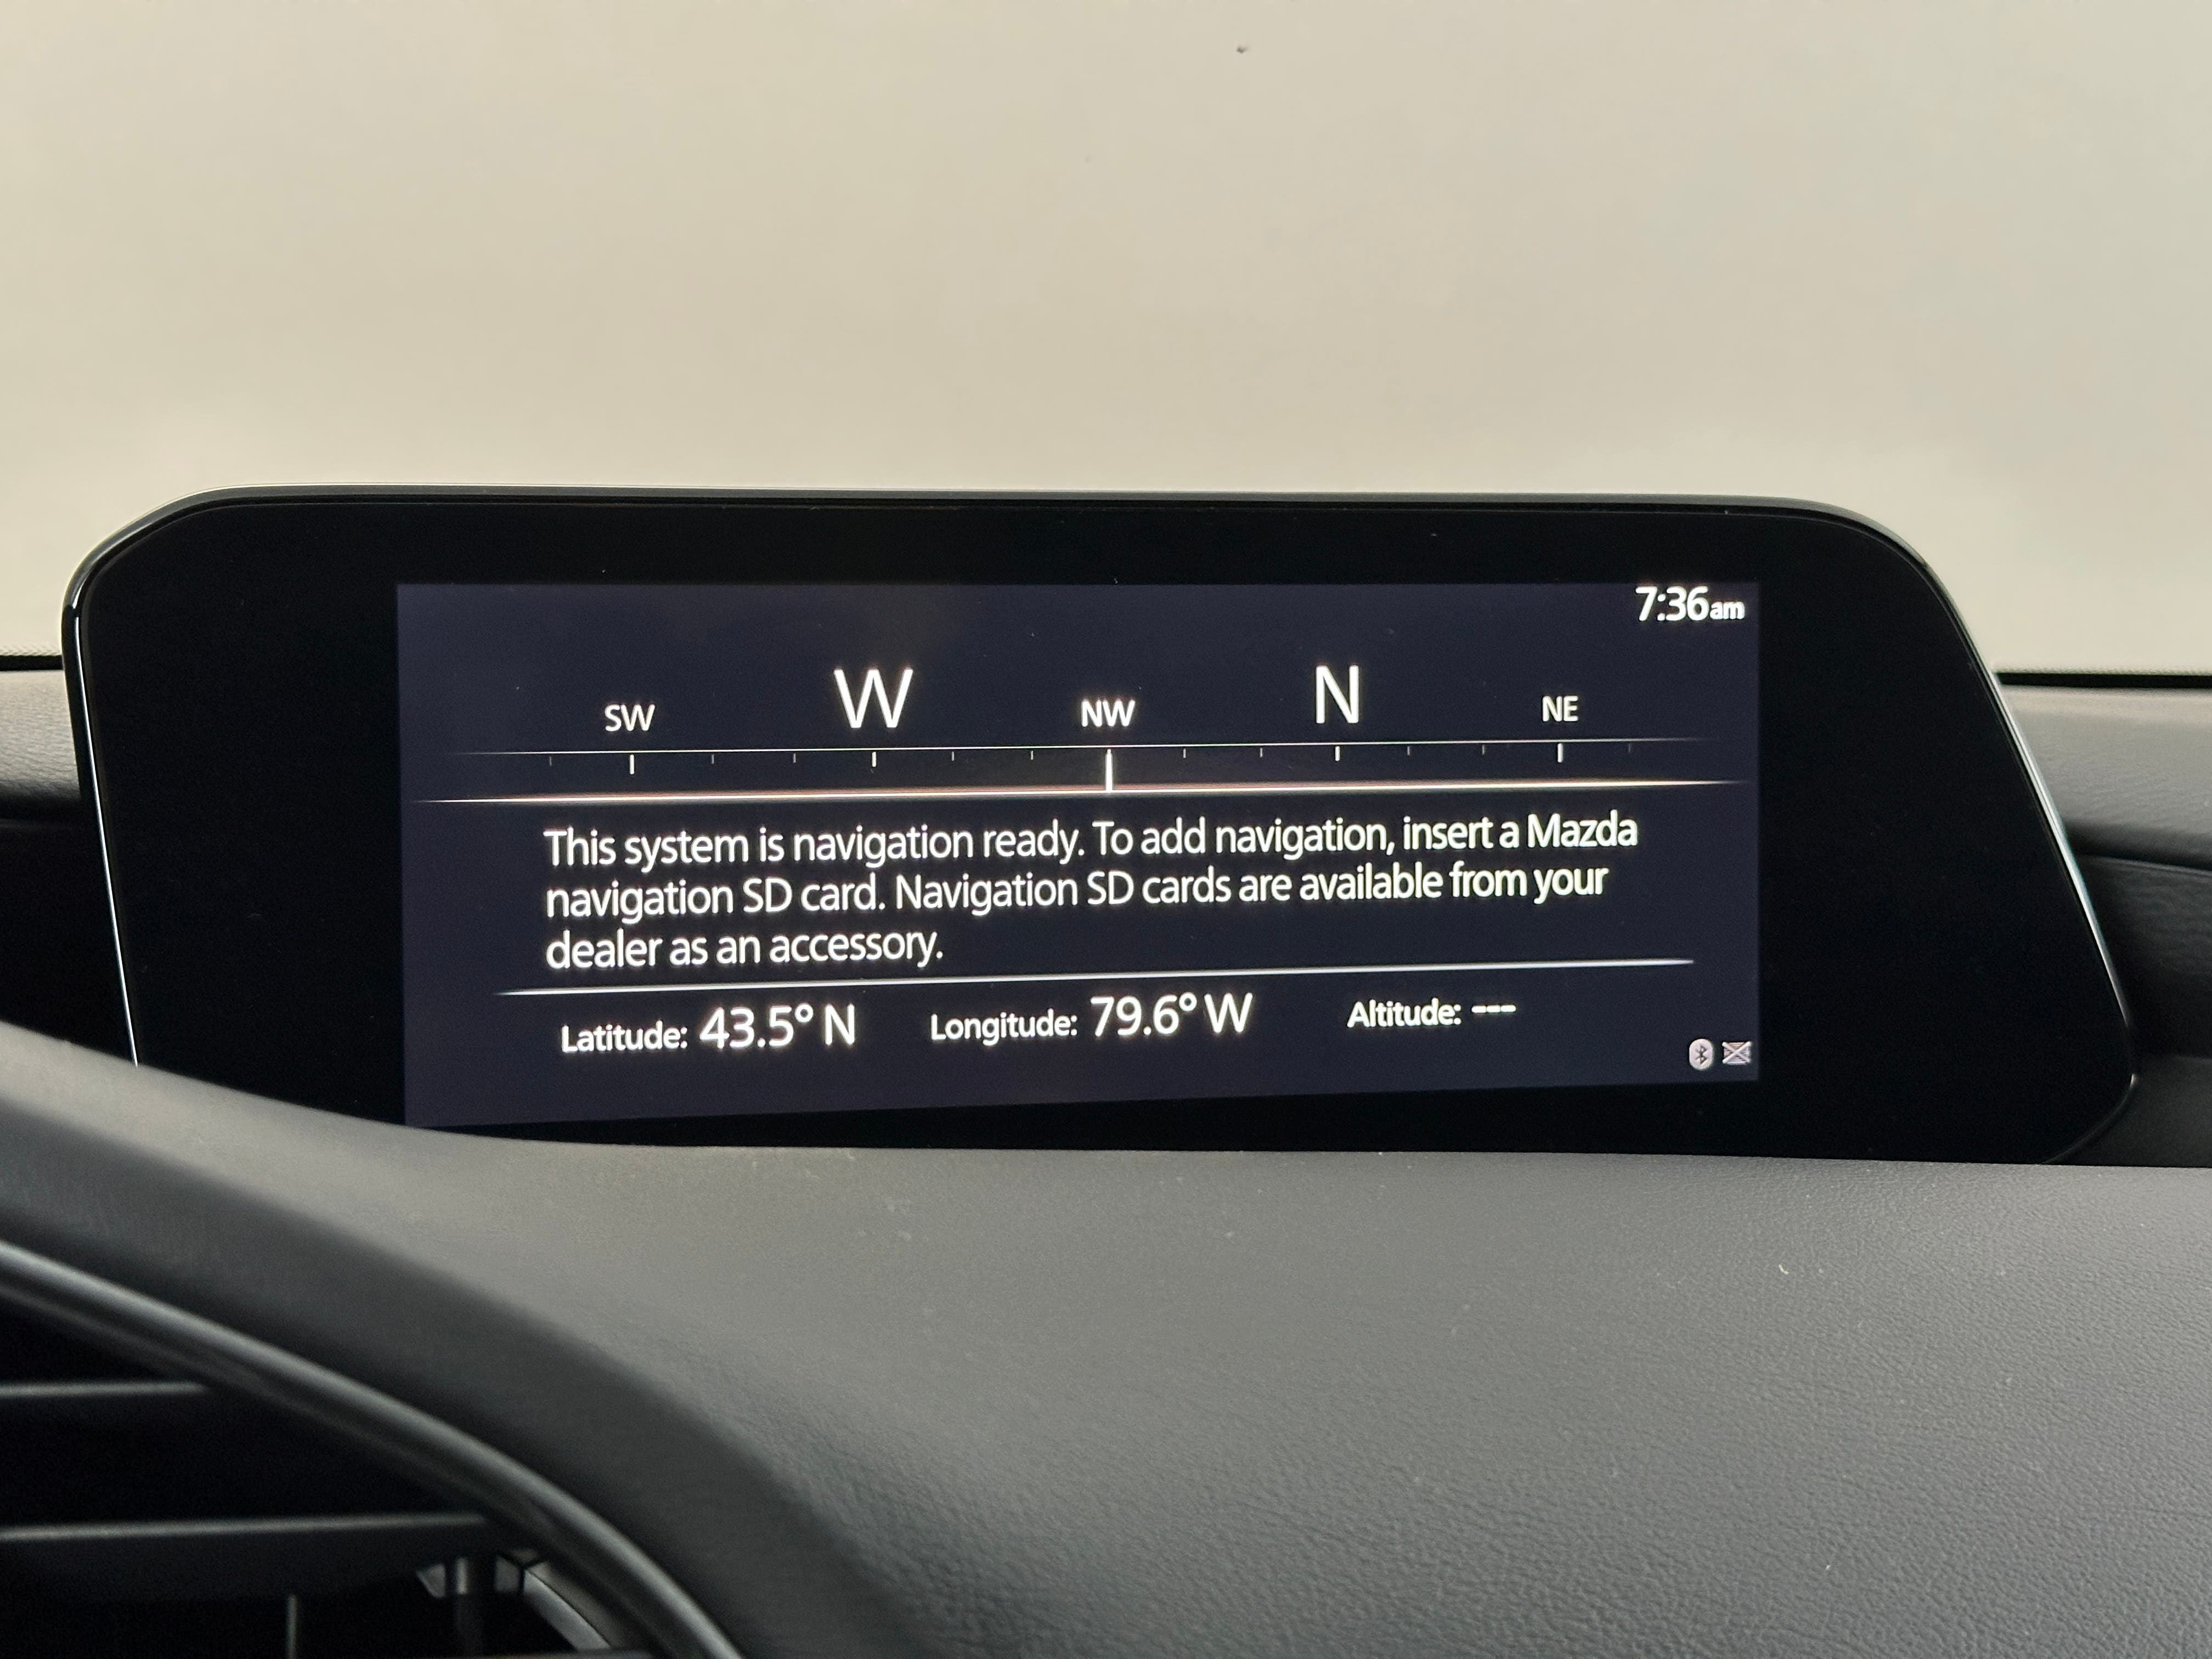 7:36am
SW W NW N NE
This system is navigation ready. To add navigation, insert a Mazda
navigation SD card. Navigation SD cards are available from your
dealer as an accessory.
Latitude: 43.5° N Longitude: 79.6° W Altitude: ---